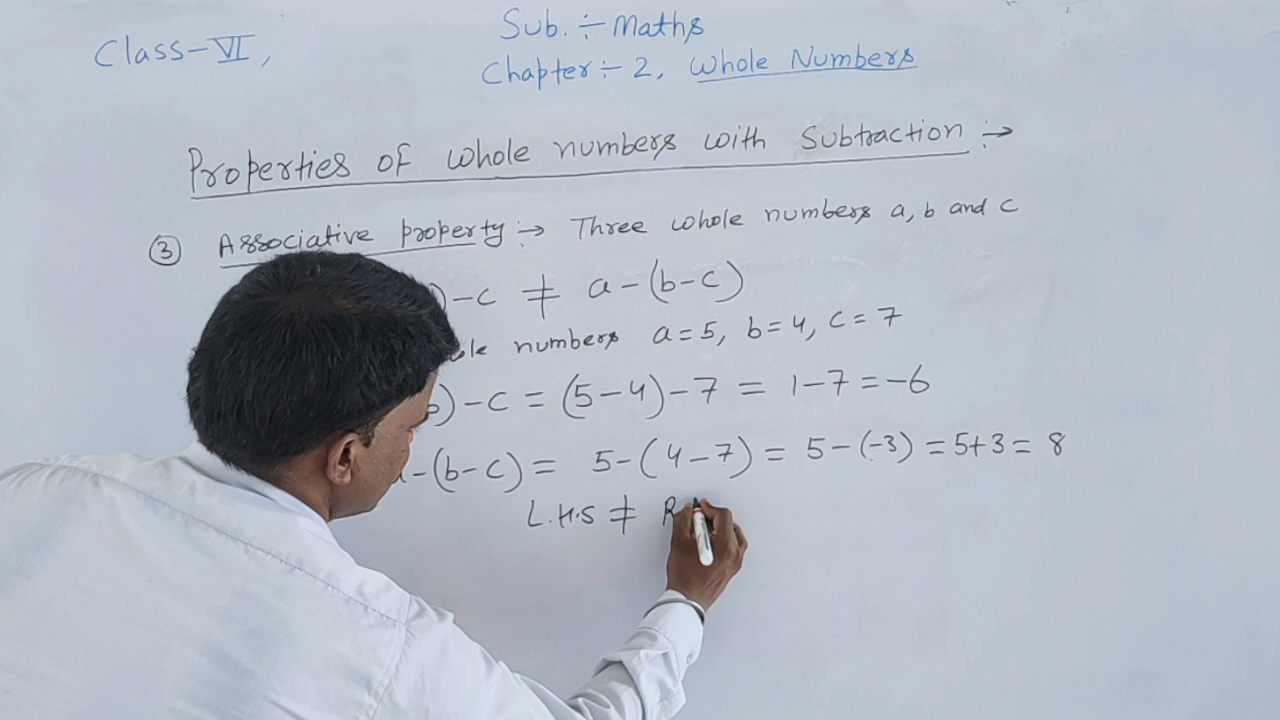 Class-VI,
Sub. :- Maths
Chapter :- 2, Whole Numbers
Properties of whole numbers with Subtraction :→
③ Associative property :→ Three whole numbers a, b and c
)-c ≠ a-(b-c)
numbers a=5, b=4, c=7
)-c = (5-4)-7 = 1-7 = -6
-(b-c) = 5-(4-7) = 5-(-3) = 5+3 = 8
L.H.S ≠ R